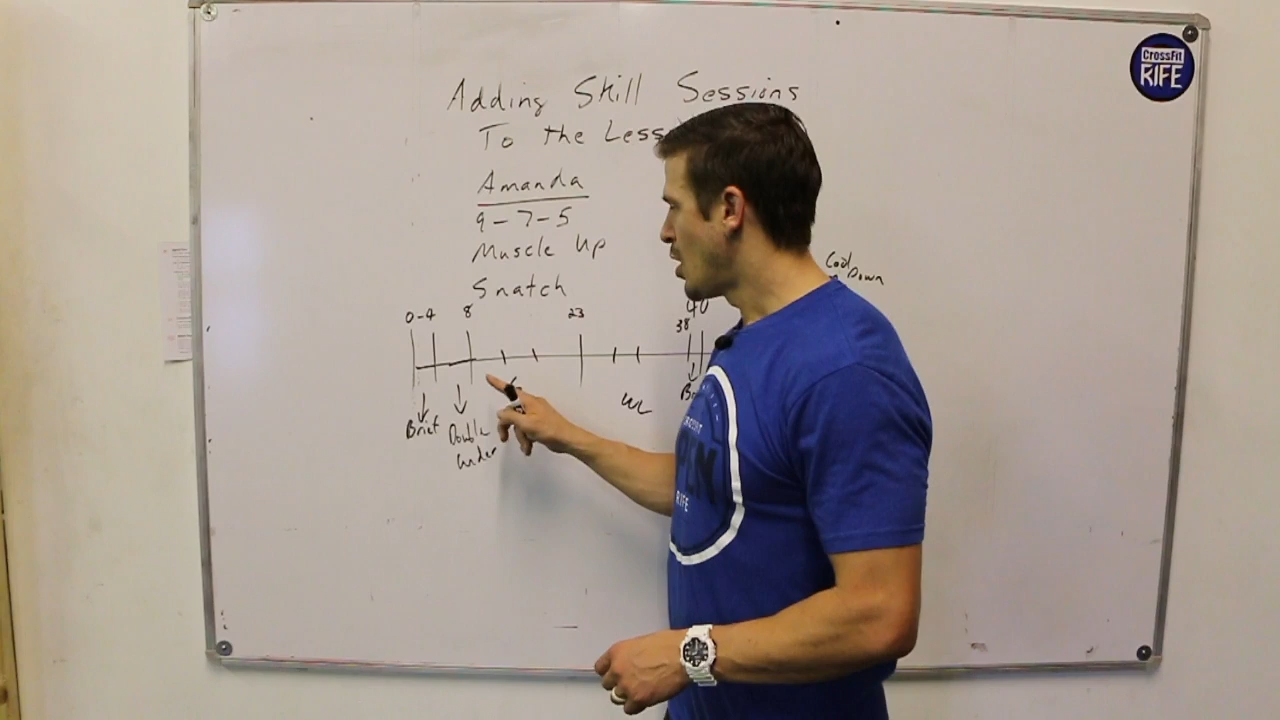 CrossFit
RIFE
Adding Skill Sessions
To the Less
Amanda
9-7-5
Muscle Up
Snatch
Cool Down
0-4 8 23 38 40
Brief
Double
Under
RIFE